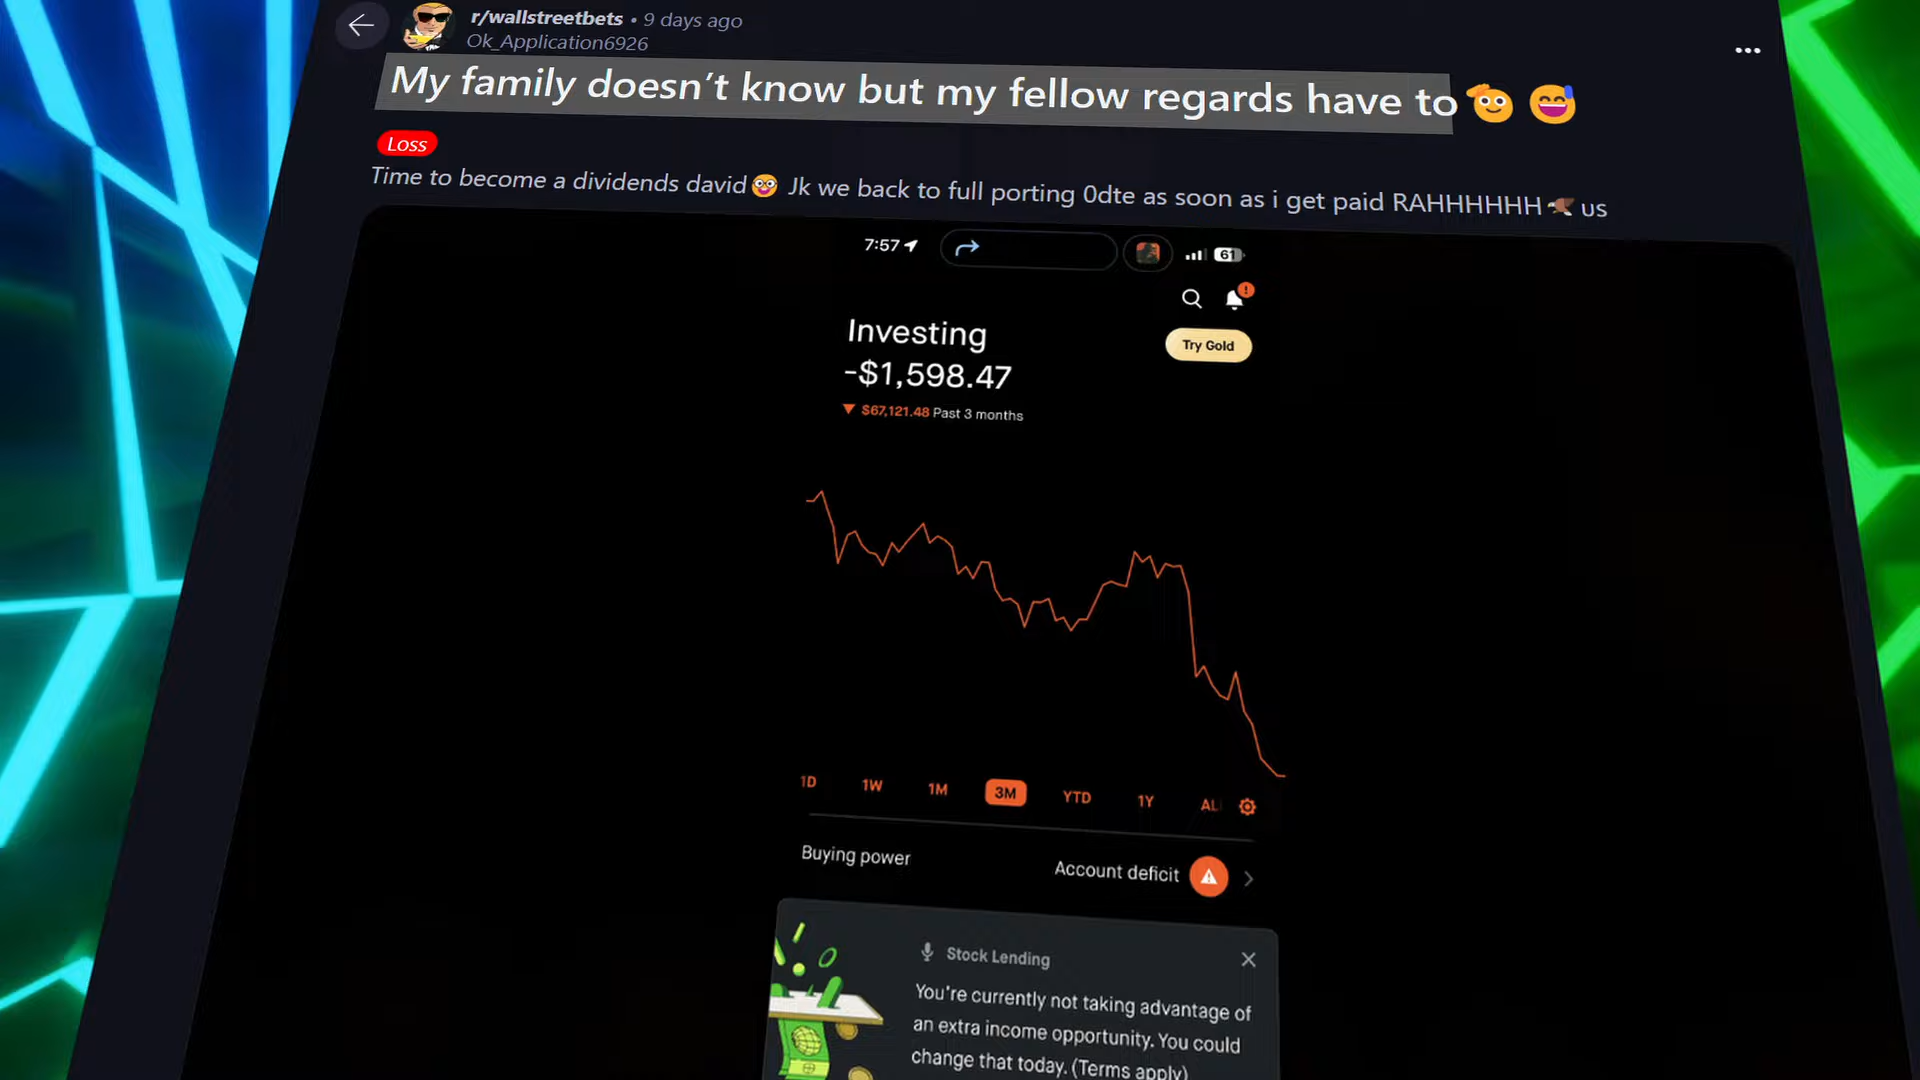 r/wallstreetbets • 9 days ago
Ok_Application6926
My family doesn’t know but my fellow regards have to
Loss
Time to become a dividends david Jk we back to full porting 0dte as soon as i get paid RAHHHHHH us
7:57
61
Investing
-$1,598.47
Try Gold
▼ $67,121.48 Past 3 months
1D 1W 1M 3M YTD 1Y
Buying power Account deficit
Stock Lending
You're currently not taking advantage of
an extra income opportunity. You could
change that today. (Terms apply)